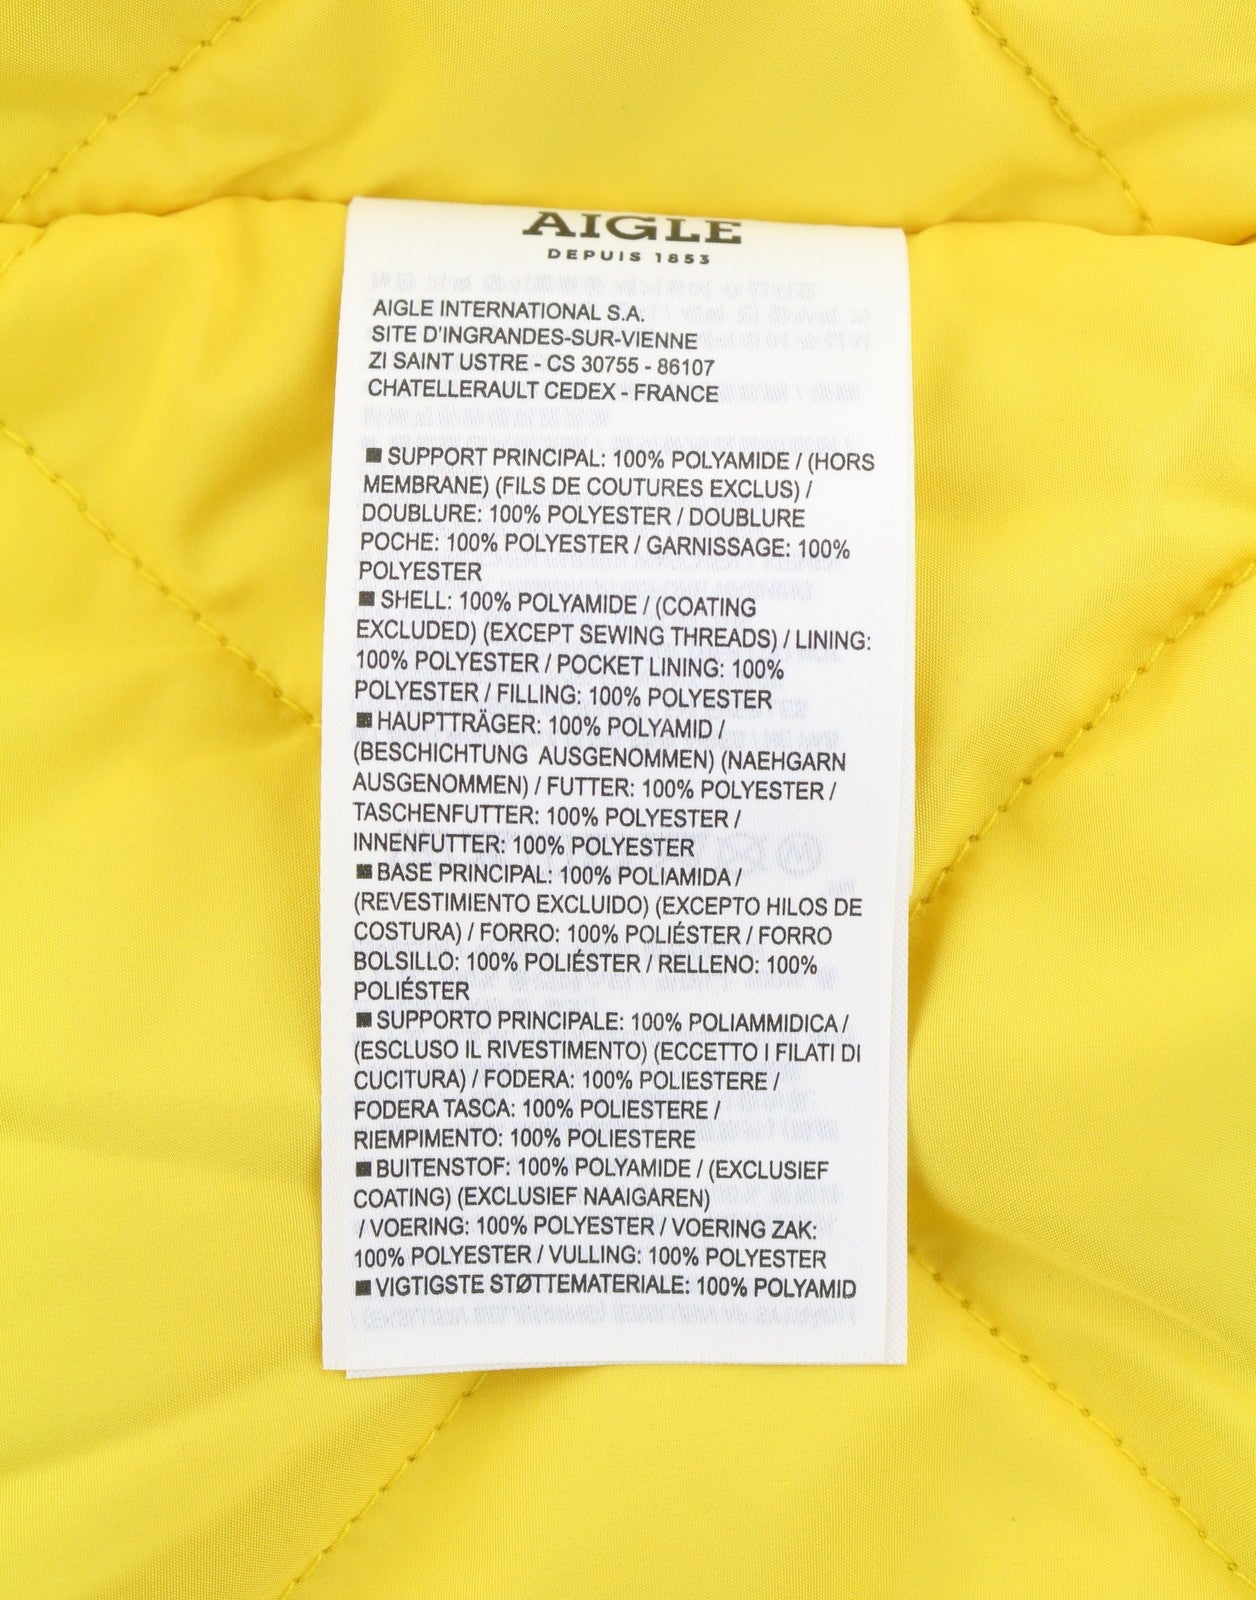 AIGLE
DEPUIS 1853
AIGLE INTERNATIONAL S.A.
SITE D'INGRANDES-SUR-VIENNE
ZI SAINT USTRE - CS 30755 - 86107
CHATELLERAULT CEDEX - FRANCE
■ SUPPORT PRINCIPAL: 100% POLYAMIDE / (HORS
MEMBRANE) (FILS DE COUTURES EXCLUS) /
DOUBLURE: 100% POLYESTER / DOUBLURE
POCHE: 100% POLYESTER / GARNISSAGE: 100%
POLYESTER
■ SHELL: 100% POLYAMIDE / (COATING
EXCLUDED) (EXCEPT SEWING THREADS) / LINING:
100% POLYESTER / POCKET LINING: 100%
POLYESTER / FILLING: 100% POLYESTER
■ HAUPTTRÄGER: 100% POLYAMID /
(BESCHICHTUNG AUSGENOMMEN) (NAEHGARN
AUSGENOMMEN) / FUTTER: 100% POLYESTER /
TASCHENFUTTER: 100% POLYESTER /
INNENFUTTER: 100% POLYESTER
■ BASE PRINCIPAL: 100% POLIAMIDA /
(REVESTIMIENTO EXCLUIDO) (EXCEPTO HILOS DE
COSTURA) / FORRO: 100% POLIÉSTER / FORRO
BOLSILLO: 100% POLIÉSTER / RELLENO: 100%
POLIÉSTER
■ SUPPORTO PRINCIPALE: 100% POLIAMMIDICA /
(ESCLUSO IL RIVESTIMENTO) (ECCETTO I FILATI DI
CUCITURA) / FODERA: 100% POLIESTERE /
FODERA TASCA: 100% POLIESTERE /
RIEMPIMENTO: 100% POLIESTERE
■ BUITENSTOF: 100% POLYAMIDE / (EXCLUSIEF
COATING) (EXCLUSIEF NAAIGAREN)
/ VOERING: 100% POLYESTER / VOERING ZAK:
100% POLYESTER / VULLING: 100% POLYESTER
■ VIGTIGSTE STØTTEMATERIALE: 100% POLYAMID